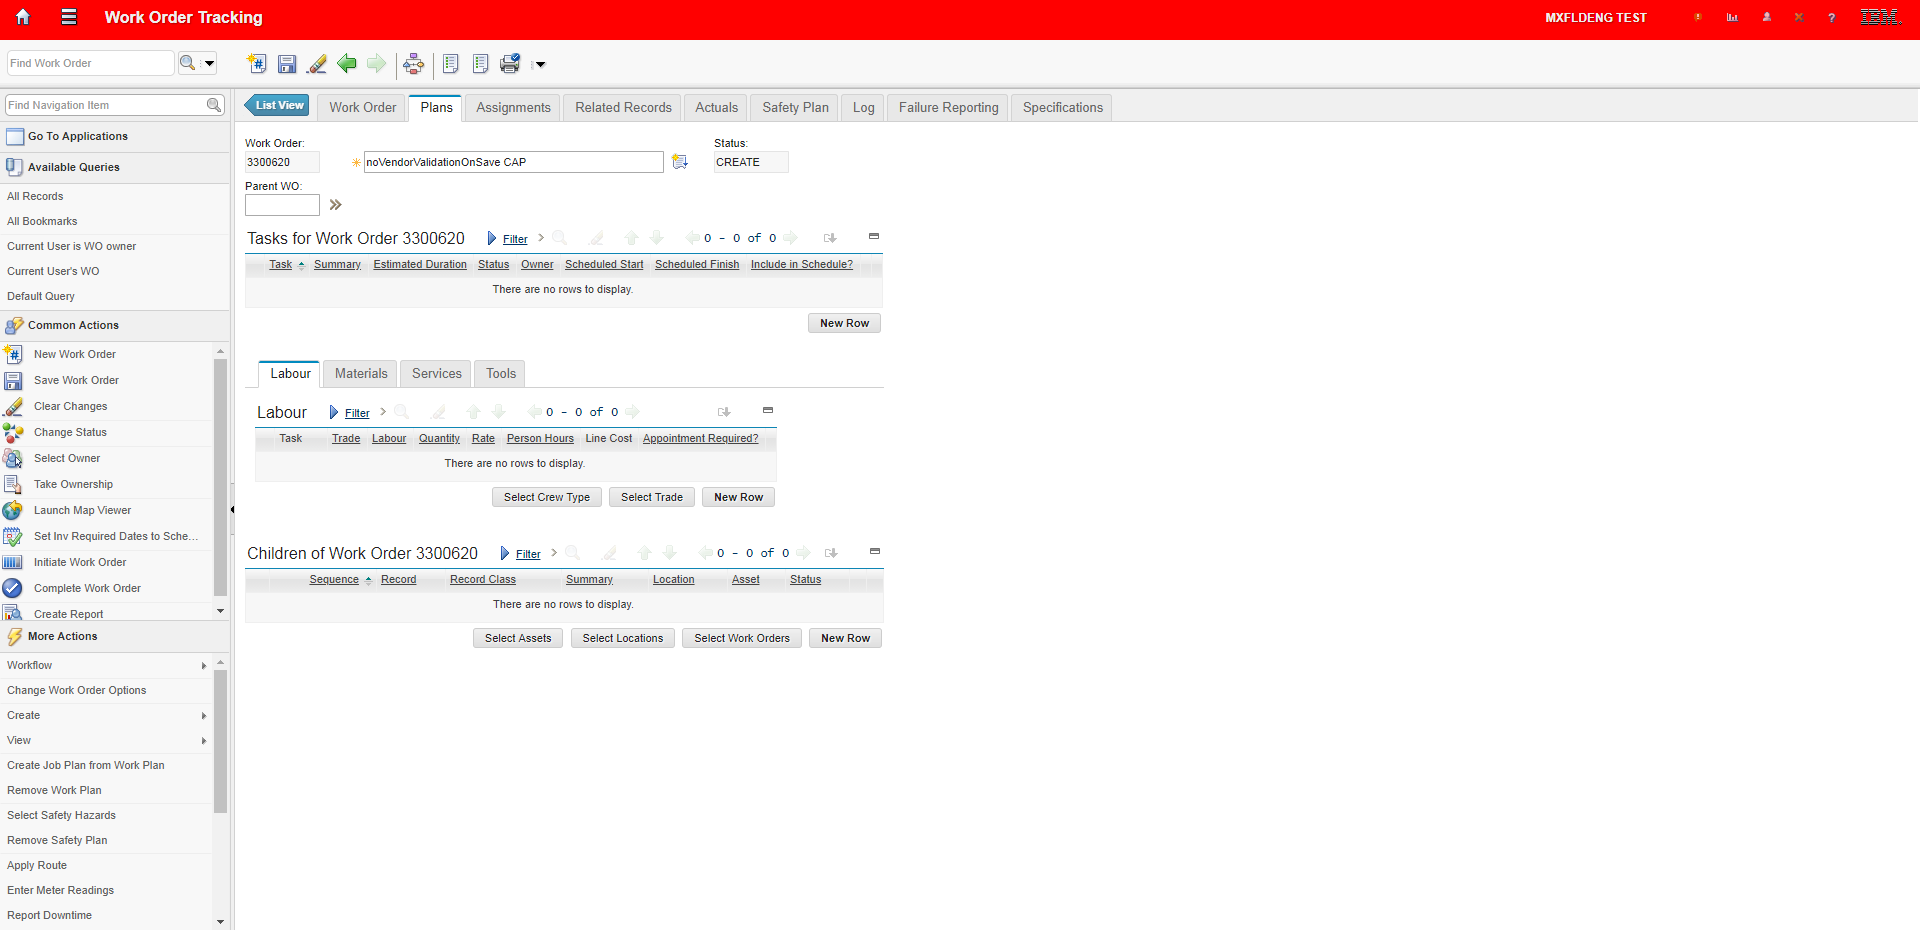 Work Order Tracking
MXFLDENG TEST
?
IBM.
Find Work Order
Find Navigation Item
Go To Applications
Available Queries
All Records
All Bookmarks
Current User is WO owner
Current User's WO
Default Query
Common Actions
New Work Order
Save Work Order
Clear Changes
Change Status
Select Owner
Take Ownership
Launch Map Viewer
Set Inv Required Dates to Sche...
Initiate Work Order
Complete Work Order
Create Report
More Actions
Workflow
Change Work Order Options
Create
View
Create Job Plan from Work Plan
Remove Work Plan
Select Safety Hazards
Remove Safety Plan
Apply Route
Enter Meter Readings
Report Downtime
List View
Work Order
Plans
Assignments
Related Records
Actuals
Safety Plan
Log
Failure Reporting
Specifications
Work Order:
3300620
noVendorValidationOnSave CAP
Status:
CREATE
Parent WO:
Tasks for Work Order 3300620
Filter
0 - 0 of 0
Task Summary Estimated Duration Status Owner Scheduled Start Scheduled Finish Include in Schedule?
There are no rows to display.
New Row
Labour
Materials
Services
Tools
Labour
Filter
0 - 0 of 0
Task Trade Labour Quantity Rate Person Hours Line Cost Appointment Required?
There are no rows to display.
Select Crew Type
Select Trade
New Row
Children of Work Order 3300620
Filter
0 - 0 of 0
Sequence Record Record Class Summary Location Asset Status
There are no rows to display.
Select Assets
Select Locations
Select Work Orders
New Row